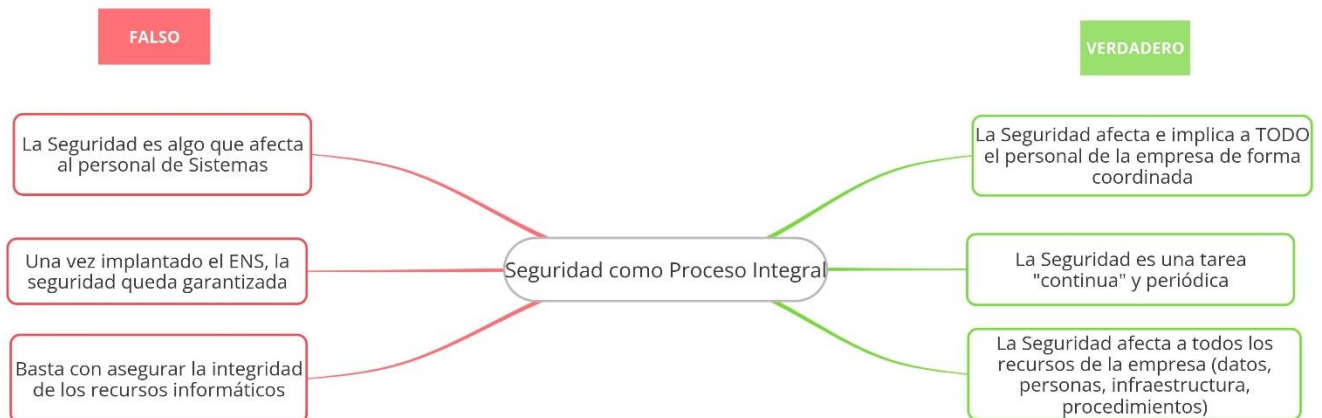 FALSO
VERDADERO
La Seguridad es algo que afecta
al personal de Sistemas
Una vez implantado el ENS, la
seguridad queda garantizada
Basta con asegurar la integridad
de los recursos informáticos
Seguridad como Proceso Integral
La Seguridad afecta e implica a TODO
el personal de la empresa de forma
coordinada
La Seguridad es una tarea
"continua" y periódica
La Seguridad afecta a todos los
recursos de la empresa (datos,
personas, infraestructura,
procedimientos)